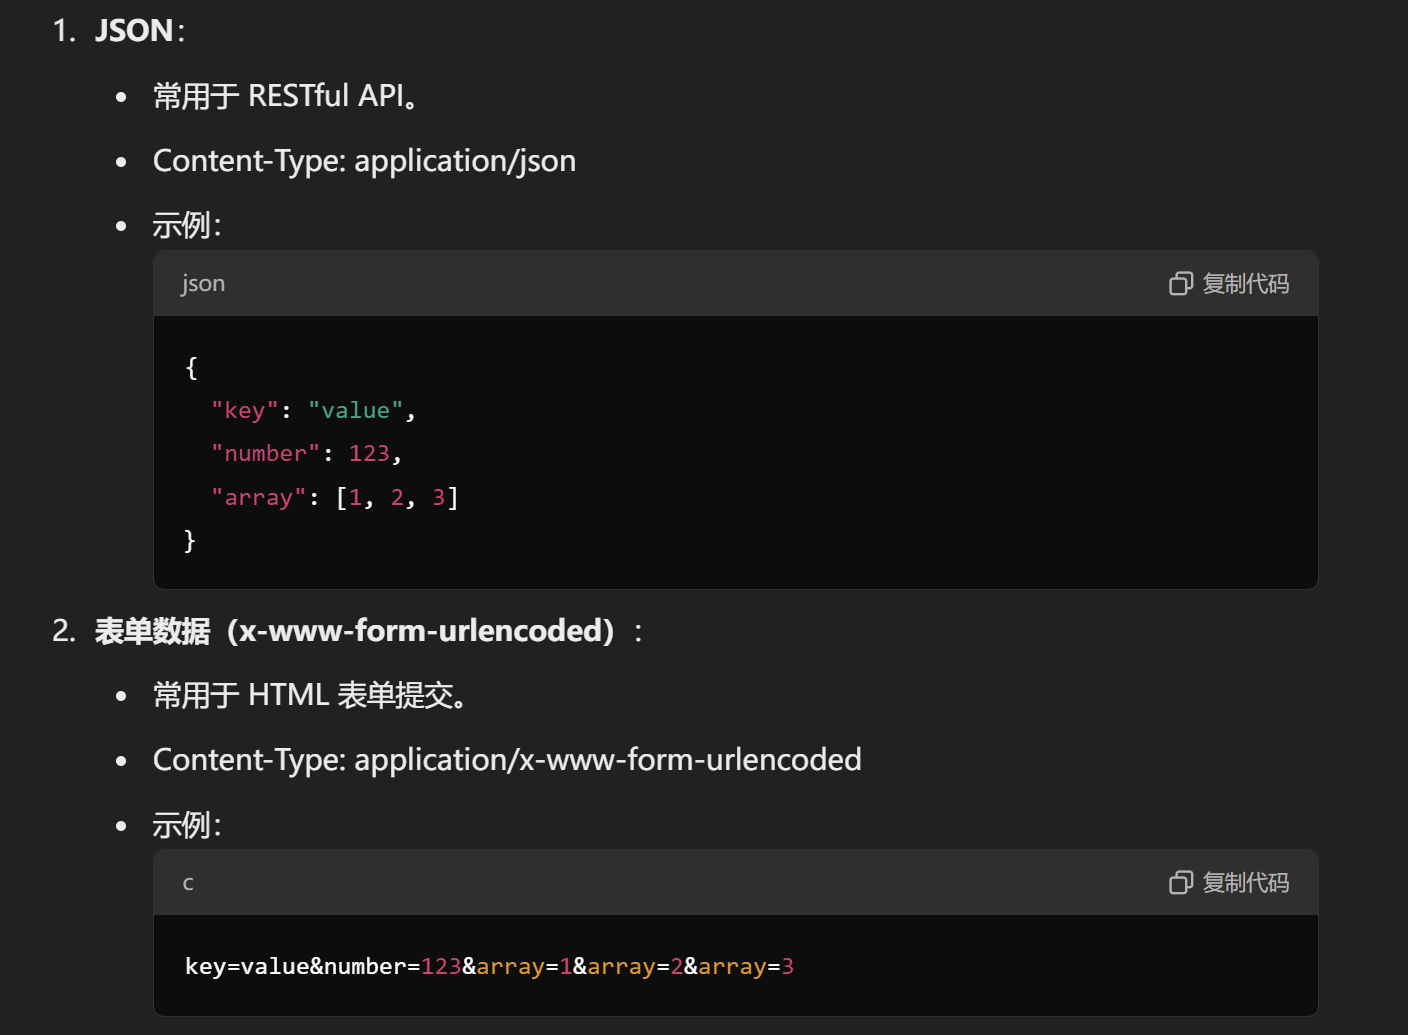 1. JSON：
• 常用于 RESTful API。
• Content-Type: application/json
• 示例：
json 复制代码
{
  "key": "value",
  "number": 123,
  "array": [1, 2, 3]
}
2. 表单数据（x-www-form-urlencoded）：
• 常用于 HTML 表单提交。
• Content-Type: application/x-www-form-urlencoded
• 示例：
c 复制代码
key=value&number=123&array=1&array=2&array=3